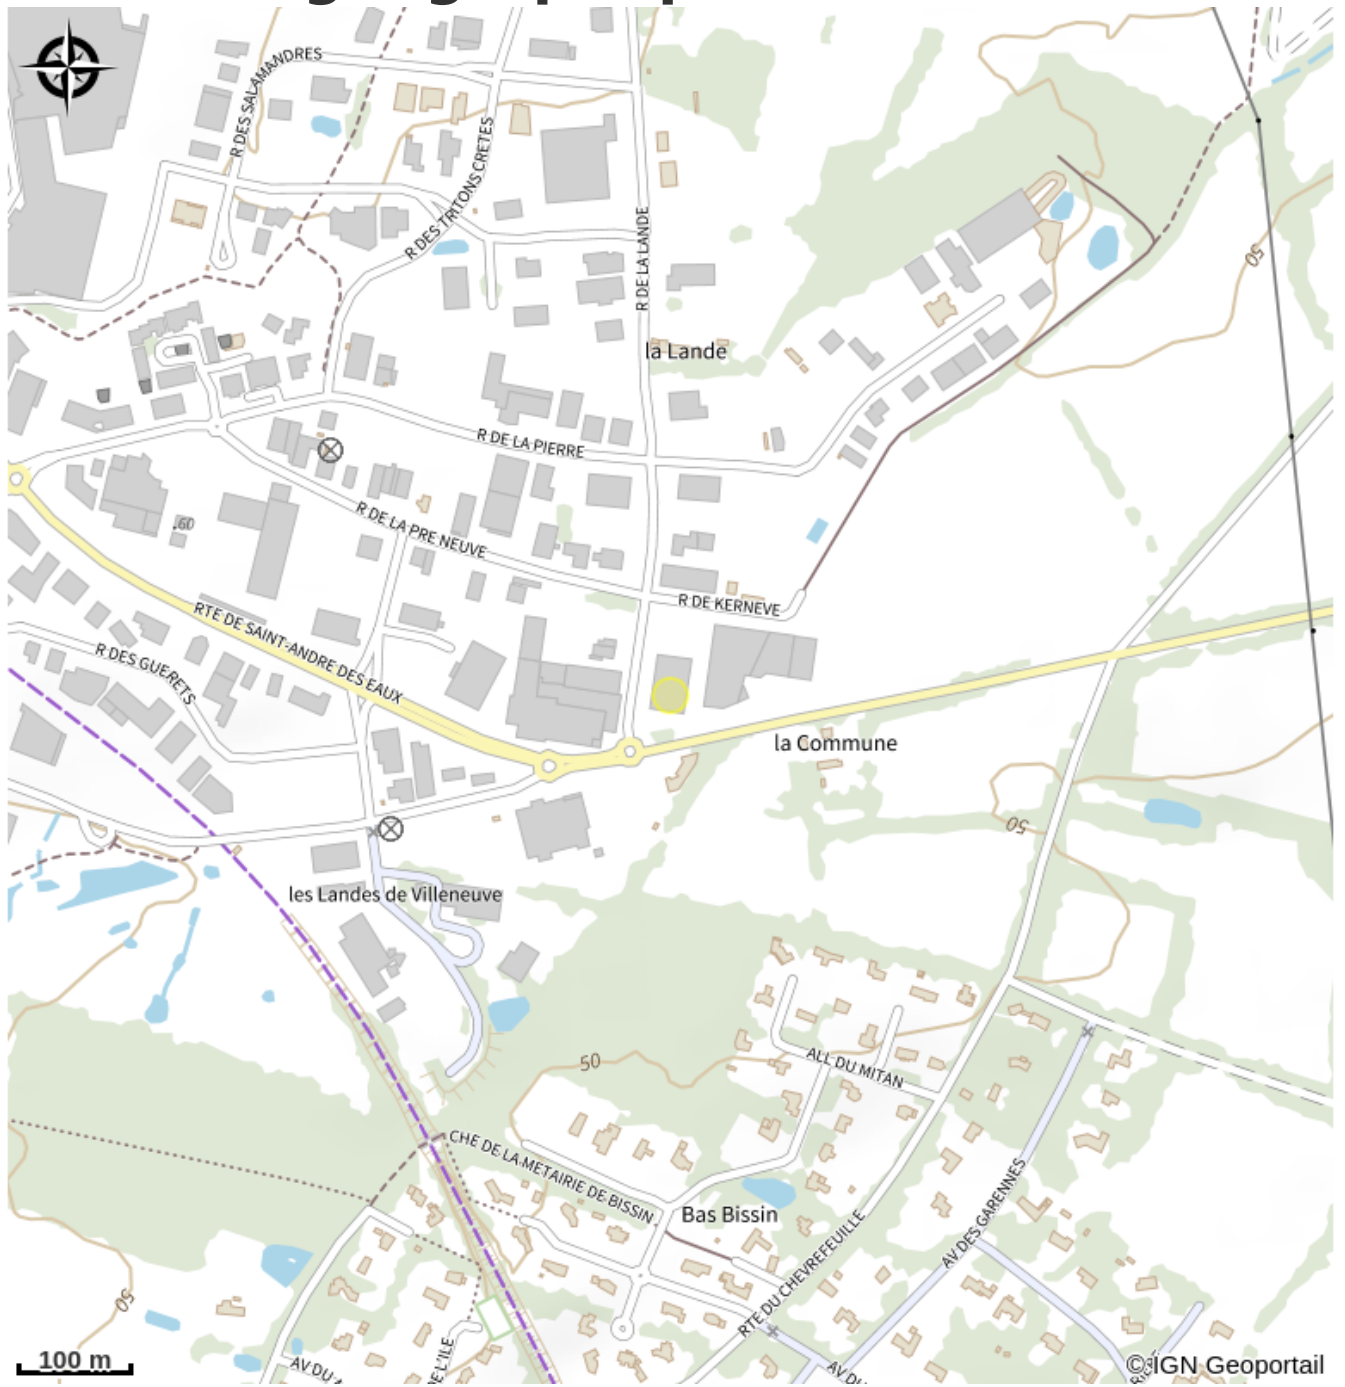 R DES SALAMANDRES
R DES TRITONS CRETES
R DE LA LANDE
50
la Lande
R DE LA PIERRE
R DE LA PRE NEUVE
.60
R DE KERNEVE
RTE DE SAINT-ANDRE DES EAUX
R DES GUERETS
la Commune
50
les Landes de Villeneuve
50
ALL DU MITAN
CHE DE LA METAIRIE DE BISSIN
Bas Bissin
AV DES GARENNES
RTE DU CHEVREFEUILLE
50
100 m
AV DU
DE L'ILE
AV DU
© IGN Geoportail